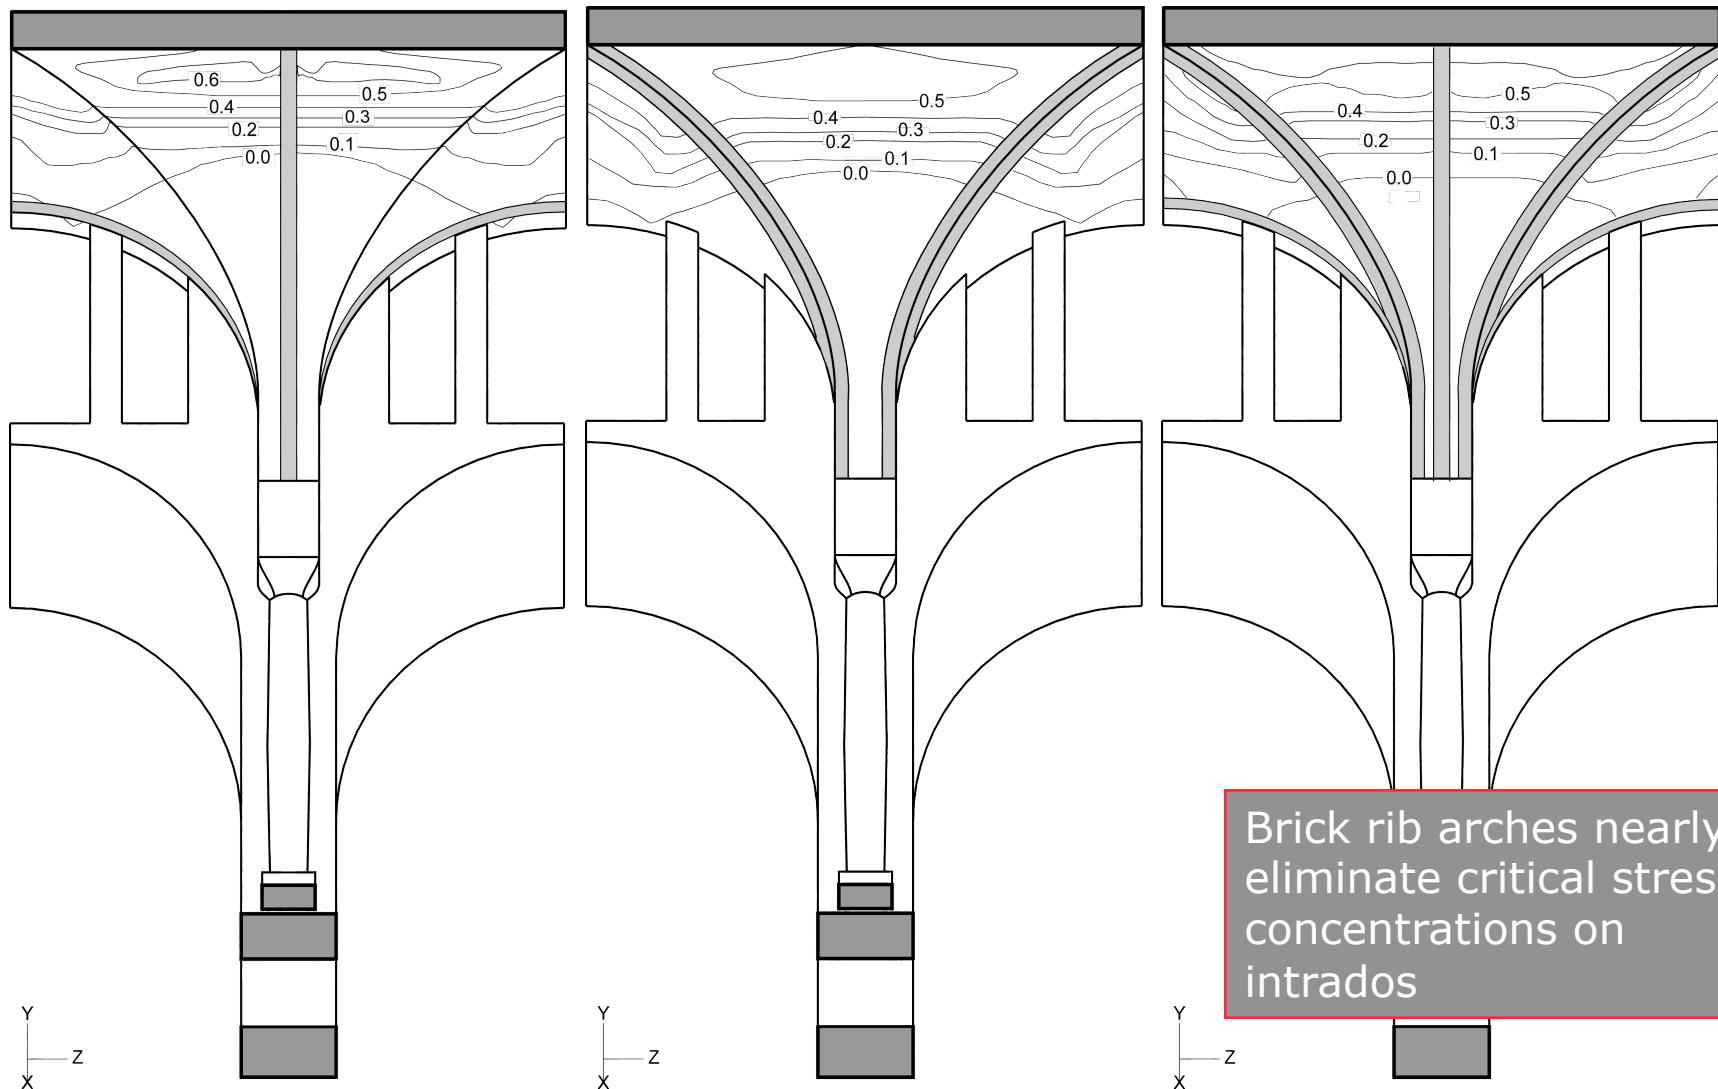 0.6
0.5
0.4
0.3
0.2
0.1
0.0
0.5
0.4
0.3
0.2
0.1
0.0
0.5
0.4
0.3
0.2
0.1
0.0
Brick rib arches nearly
eliminate critical stres
concentrations on
intrados
Y
Z
X
Y
Z
X
Y
Z
X